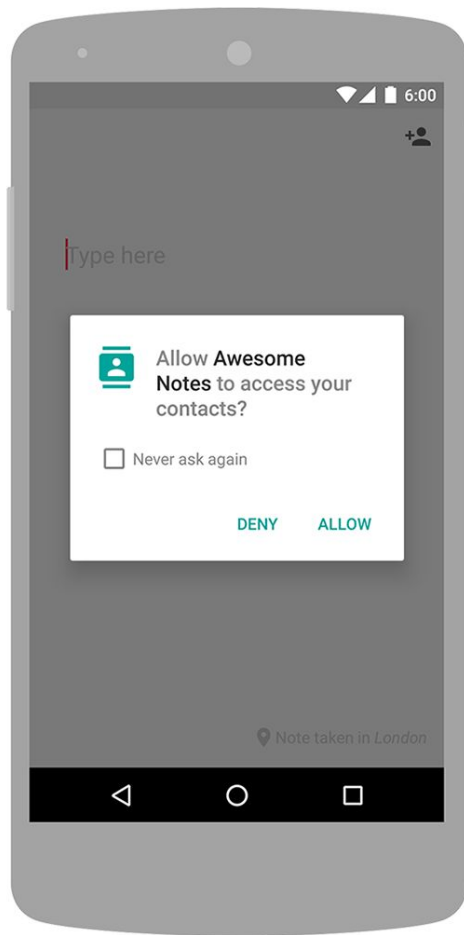 6:00
Type here
Allow Awesome
Notes to access your
contacts?
Never ask again
DENY ALLOW
Note taken in London